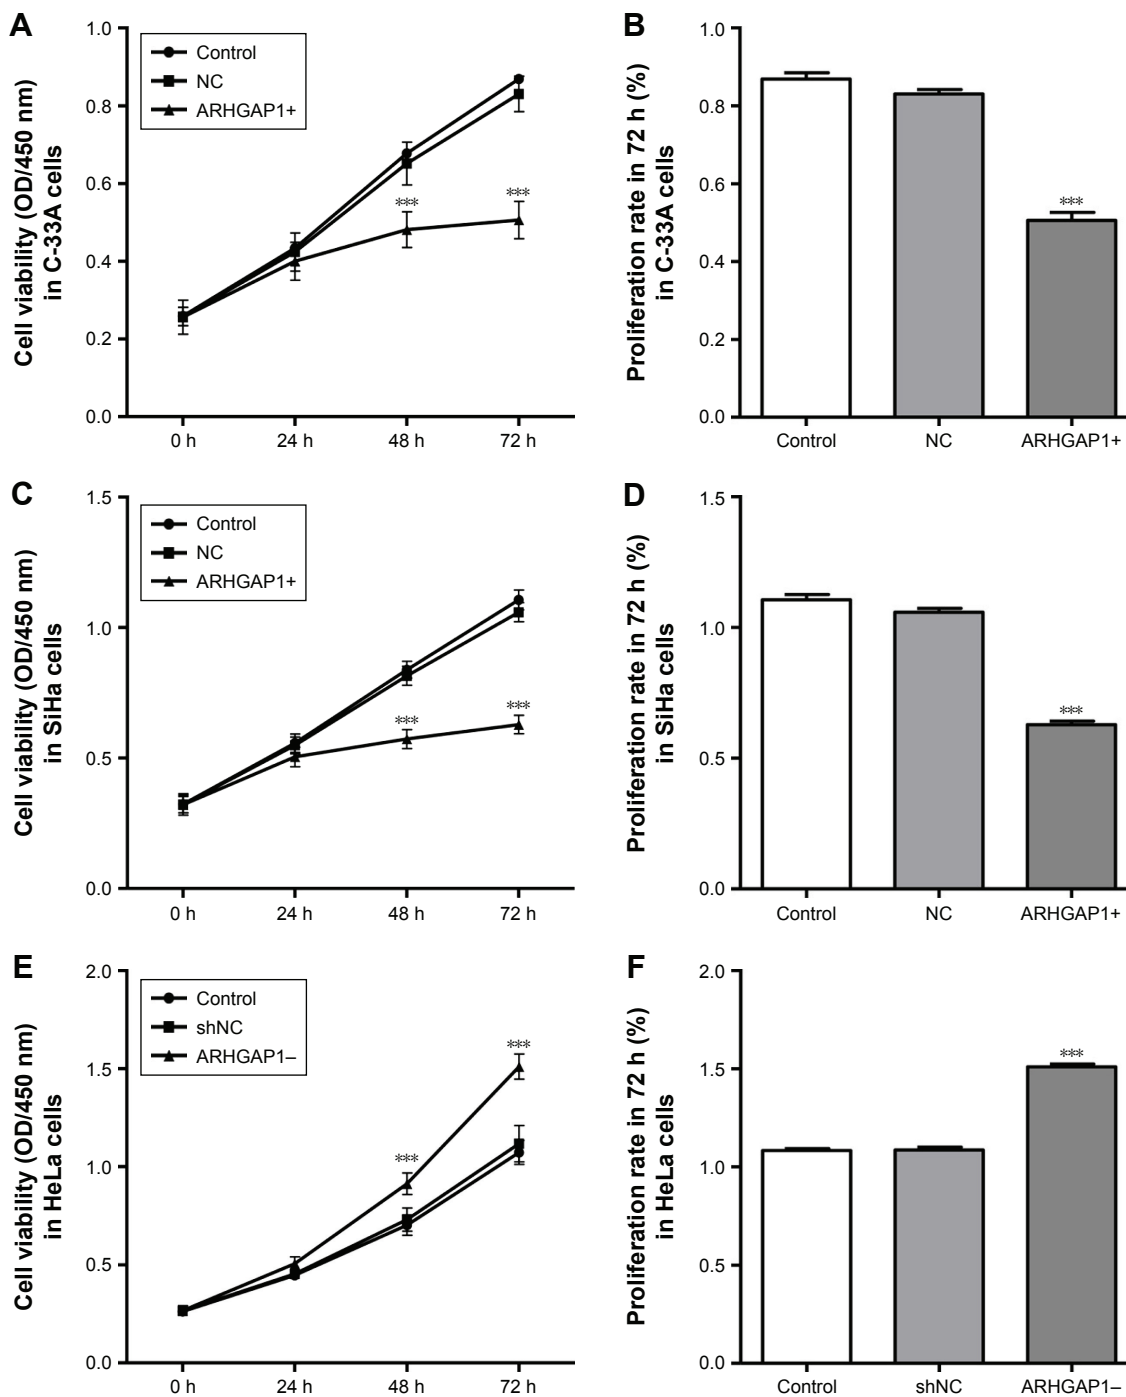 A
Cell viability (OD/450 nm)
in C-33A cells
1.0
0.8
0.6
0.4
0.2
0.0
Control
NC
ARHGAP1+
***
***
0 h
24 h
48 h
72 h
B
Proliferation rate in 72 h (%)
in C-33A cells
1.0
0.8
0.6
0.4
0.2
0.0
***
Control
NC
ARHGAP1+
C
Cell viability (OD/450 nm)
in SiHa cells
1.5
1.0
0.5
0.0
Control
NC
ARHGAP1+
***
***
0 h
24 h
48 h
72 h
D
Proliferation rate in 72 h (%)
in SiHa cells
1.5
1.0
0.5
0.0
***
Control
NC
ARHGAP1+
E
Cell viability (OD/450 nm)
in HeLa cells
2.0
1.5
1.0
0.5
0.0
Control
shNC
ARHGAP1–
***
***
0 h
24 h
48 h
72 h
F
Proliferation rate in 72 h (%)
in HeLa cells
2.0
1.5
1.0
0.5
0.0
***
Control
shNC
ARHGAP1–